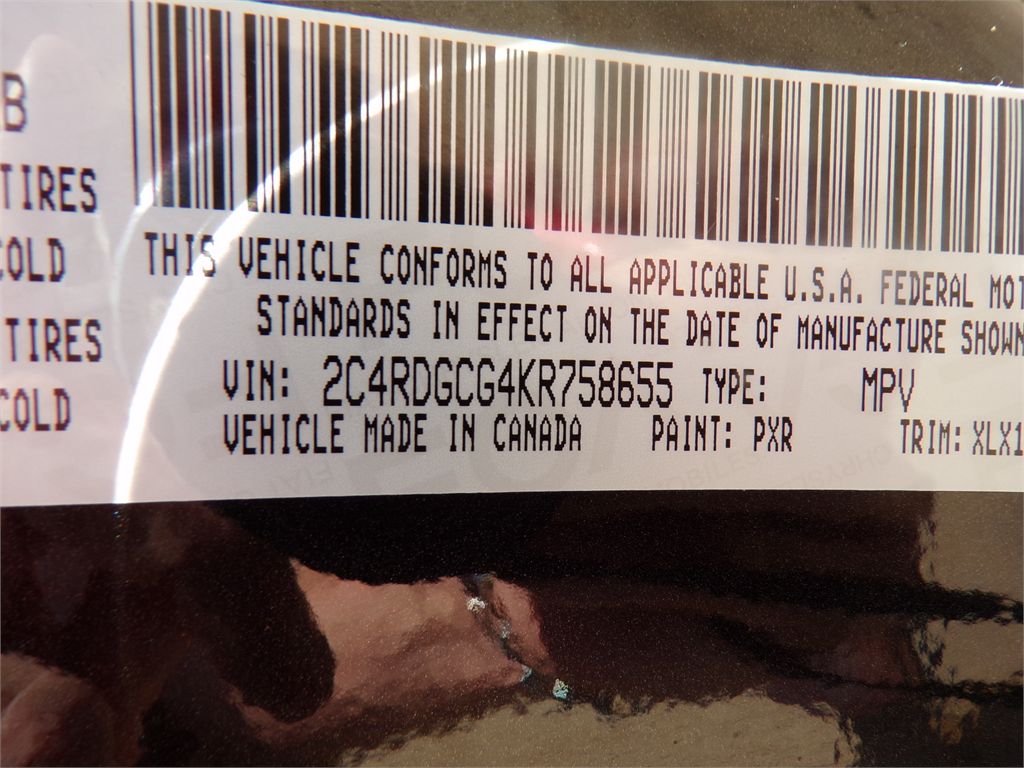 B
TIRES
COLD
TIRES
COLD
THIS VEHICLE CONFORMS TO ALL APPLICABLE U.S.A. FEDERAL MOT
STANDARDS IN EFFECT ON THE DATE OF MANUFACTURE SHOWN
VIN: 2C4RDGCG4KR758655 TYPE: MPV
VEHICLE MADE IN CANADA PAINT: PXR TRIM: XLX1